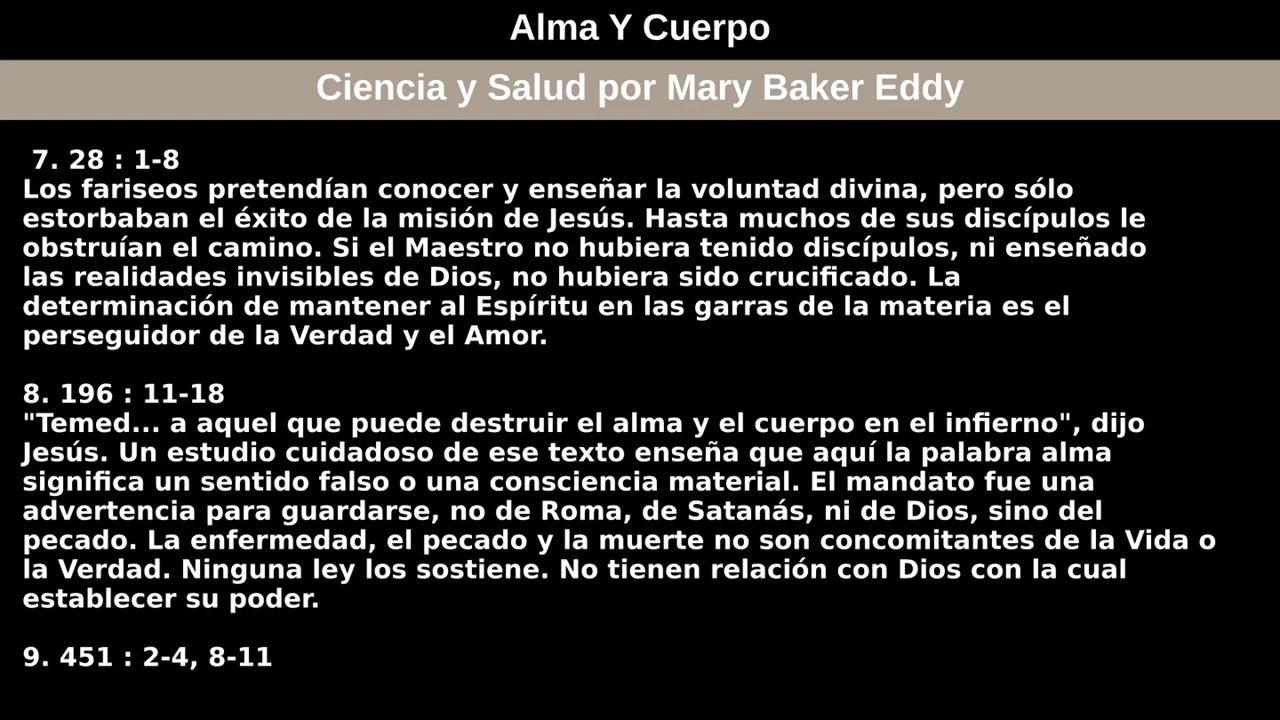 Alma Y Cuerpo
Ciencia y Salud por Mary Baker Eddy
7. 28 : 1-8
Los fariseos pretendían conocer y enseñar la voluntad divina, pero sólo
estorbaban el éxito de la misión de Jesús. Hasta muchos de sus discípulos le
obstruían el camino. Si el Maestro no hubiera tenido discípulos, ni enseñado
las realidades invisibles de Dios, no hubiera sido crucificado. La
determinación de mantener al Espíritu en las garras de la materia es el
perseguidor de la Verdad y el Amor.
8. 196 : 11-18
"Temed... a aquel que puede destruir el alma y el cuerpo en el infierno", dijo
Jesús. Un estudio cuidadoso de ese texto enseña que aquí la palabra alma
significa un sentido falso o una consciencia material. El mandato fue una
advertencia para guardarse, no de Roma, de Satanás, ni de Dios, sino del
pecado. La enfermedad, el pecado y la muerte no son concomitantes de la Vida o
la Verdad. Ninguna ley los sostiene. No tienen relación con Dios con la cual
establecer su poder.
9. 451 : 2-4, 8-11